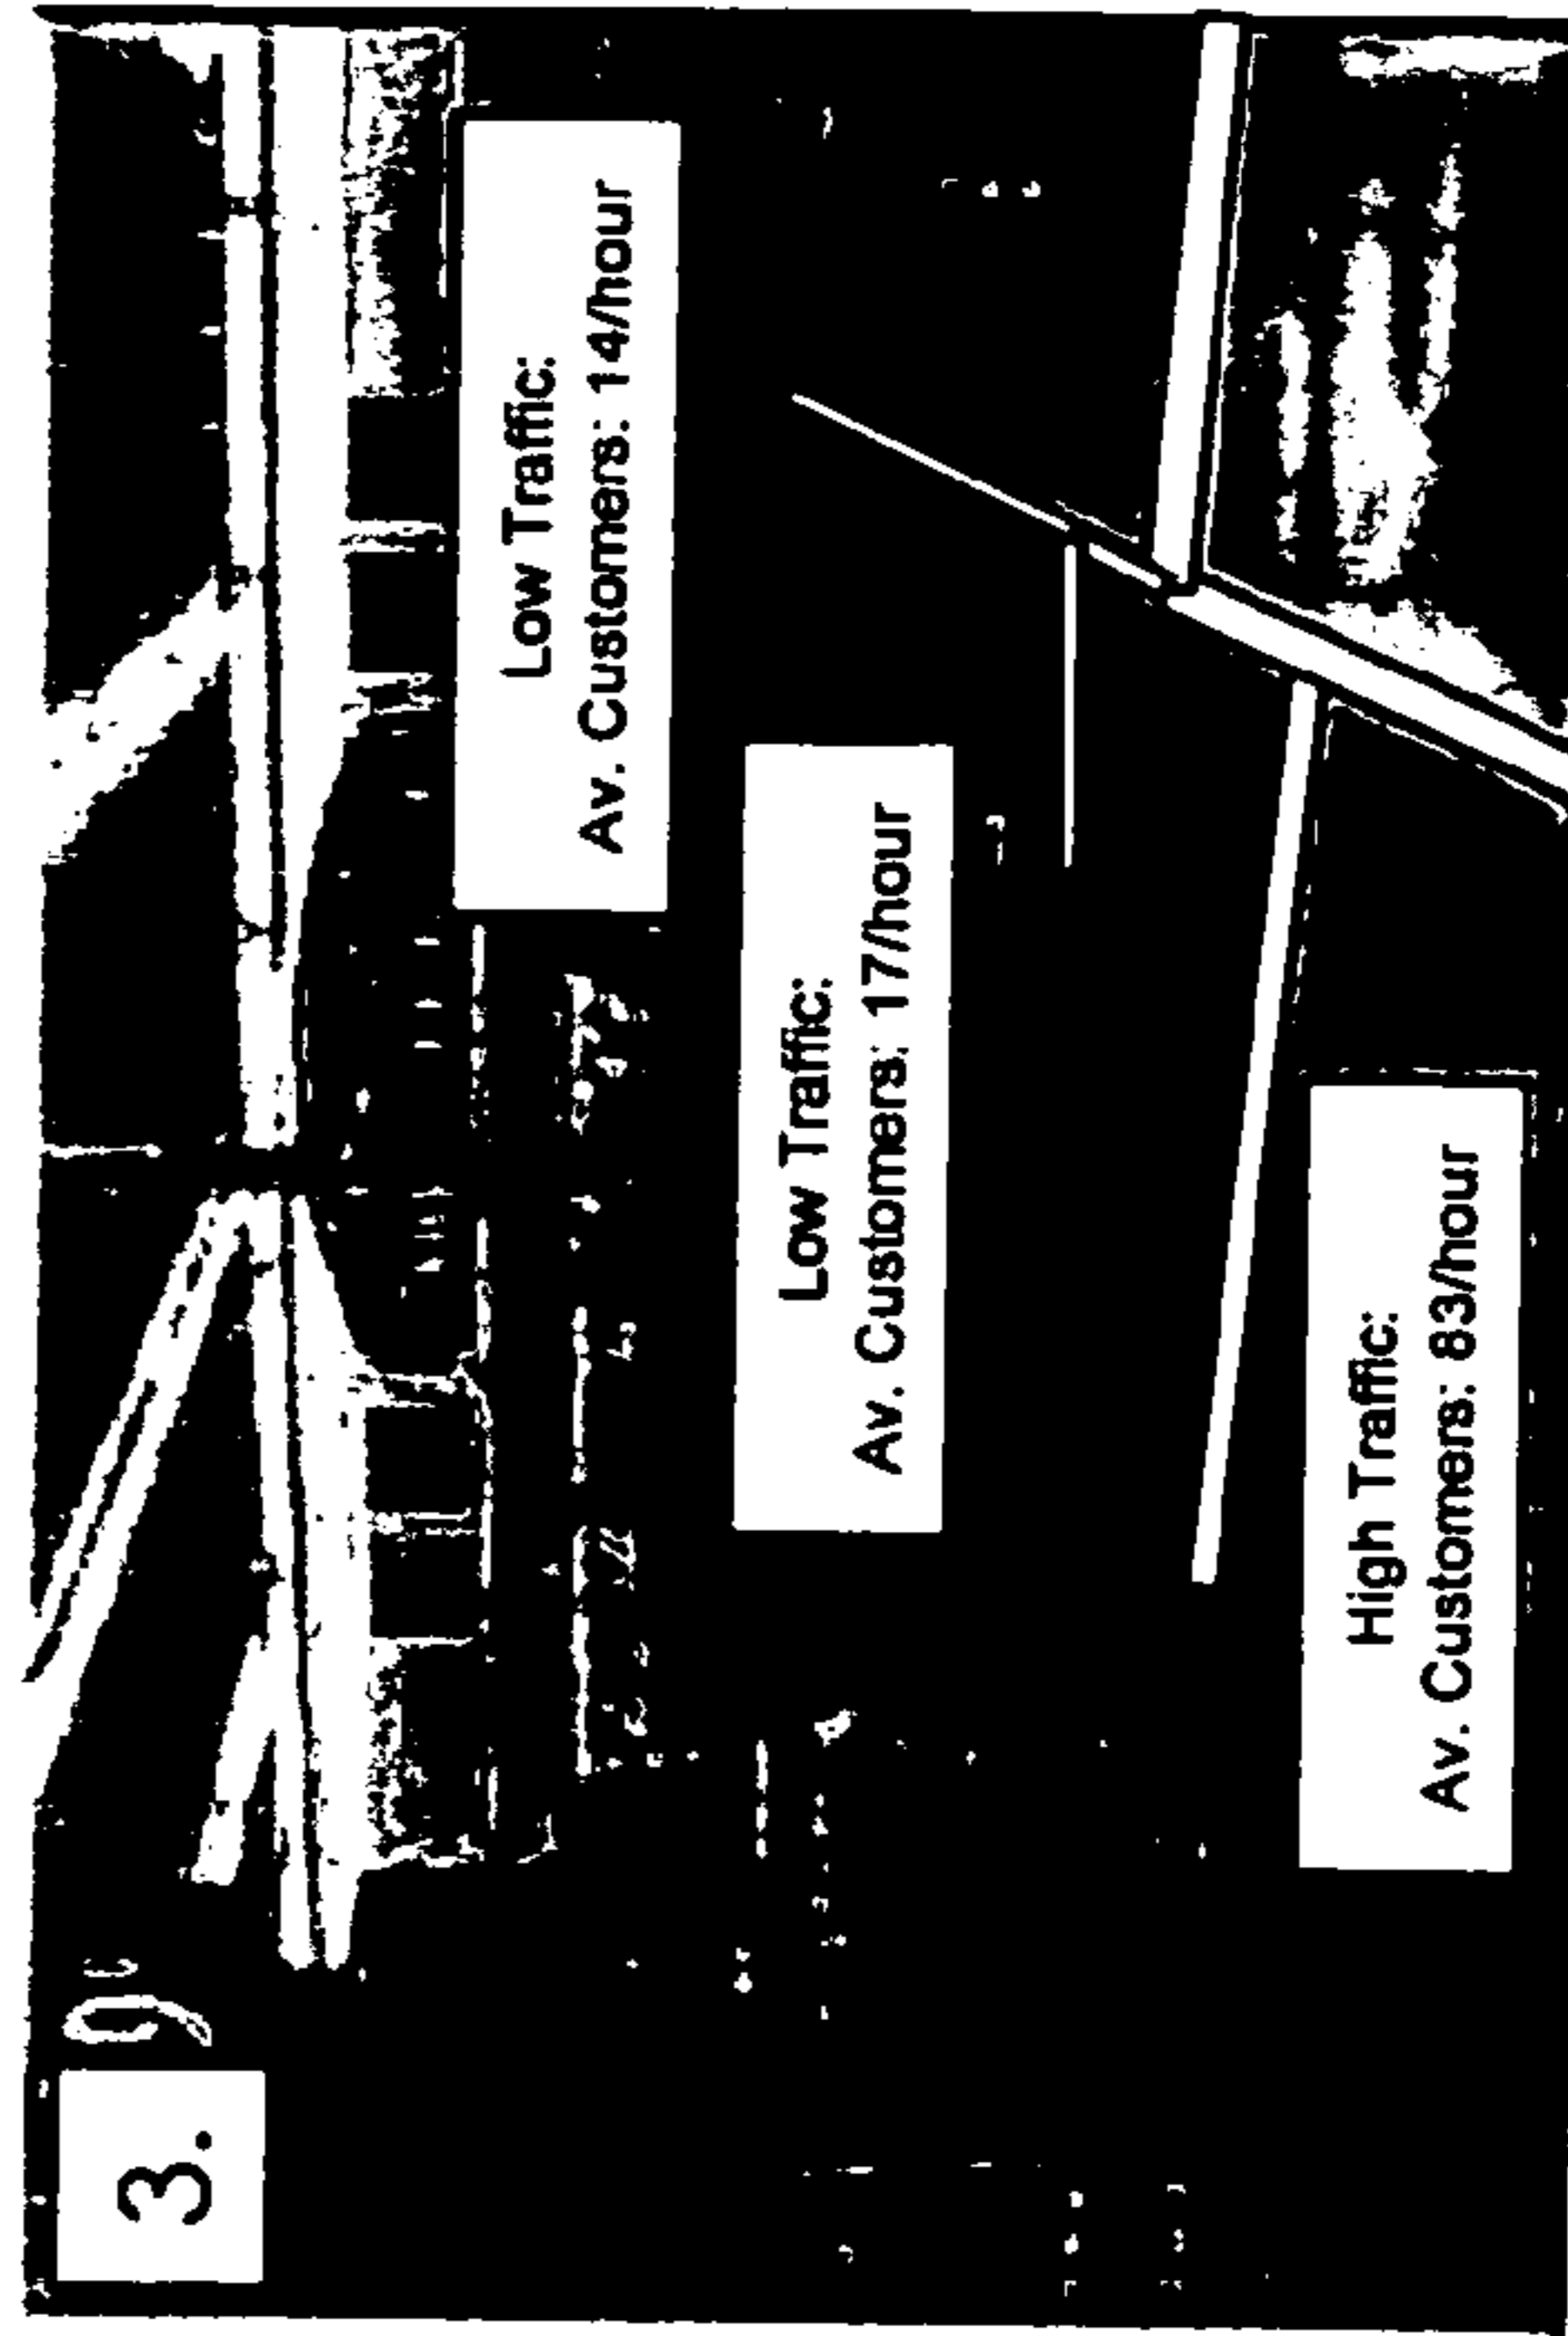 3.
Low Traffic:
Av. Customers: 14/hour
Low Traffic:
Av. Customers: 17/hour
High Traffic:
Av. Customers: 83/hour